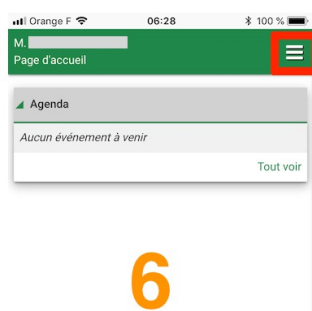 Orange F 06:28 100 %
M.
Page d'accueil
Agenda
Aucun événement à venir
Tout voir
6